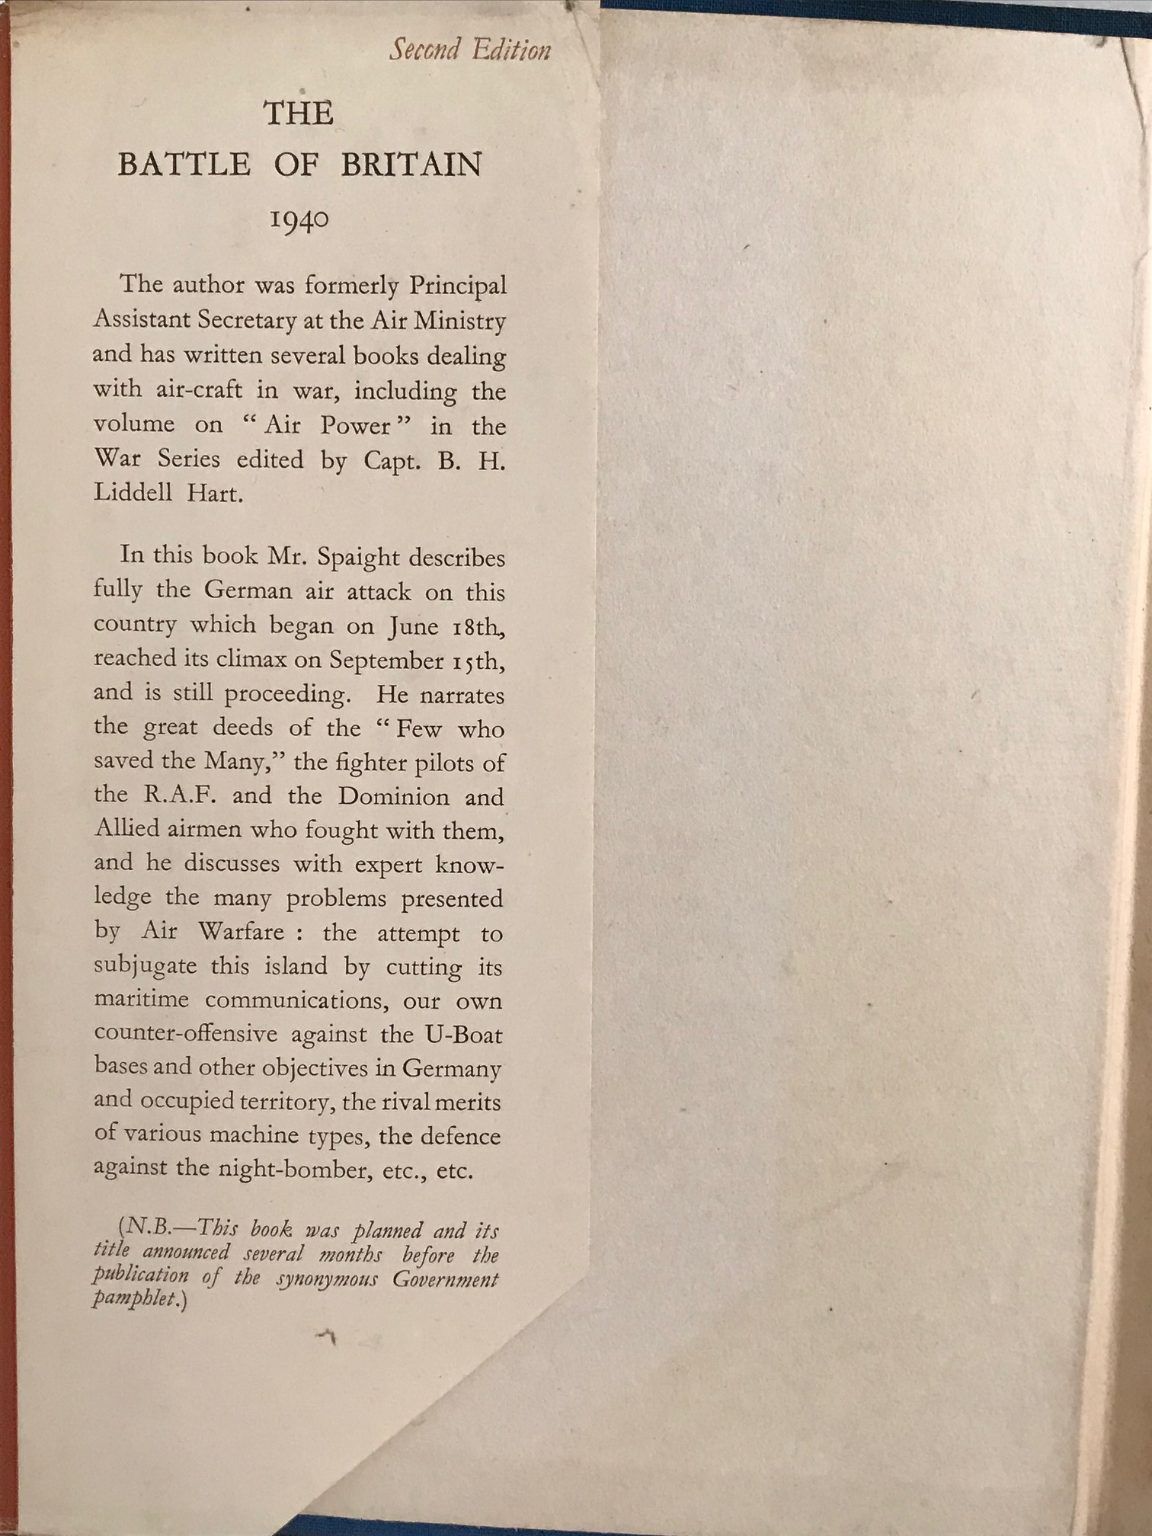 Second Edition
THE
BATTLE OF BRITAIN
1940
The author was formerly Principal
Assistant Secretary at the Air Ministry
and has written several books dealing
with air-craft in war, including the
volume on “ Air Power ” in the
War Series edited by Capt. B. H.
Liddell Hart.
In this book Mr. Spaight describes
fully the German air attack on this
country which began on June 18th,
reached its climax on September 15th,
and is still proceeding. He narrates
the great deeds of the “ Few who
saved the Many,” the fighter pilots of
the R.A.F. and the Dominion and
Allied airmen who fought with them,
and he discusses with expert know-
ledge the many problems presented
by Air Warfare : the attempt to
subjugate this island by cutting its
maritime communications, our own
counter-offensive against the U-Boat
bases and other objectives in Germany
and occupied territory, the rival merits
of various machine types, the defence
against the night-bomber, etc., etc.
(N.B.—This book was planned and its
title announced several months before the
publication of the synonymous Government
pamphlet.)